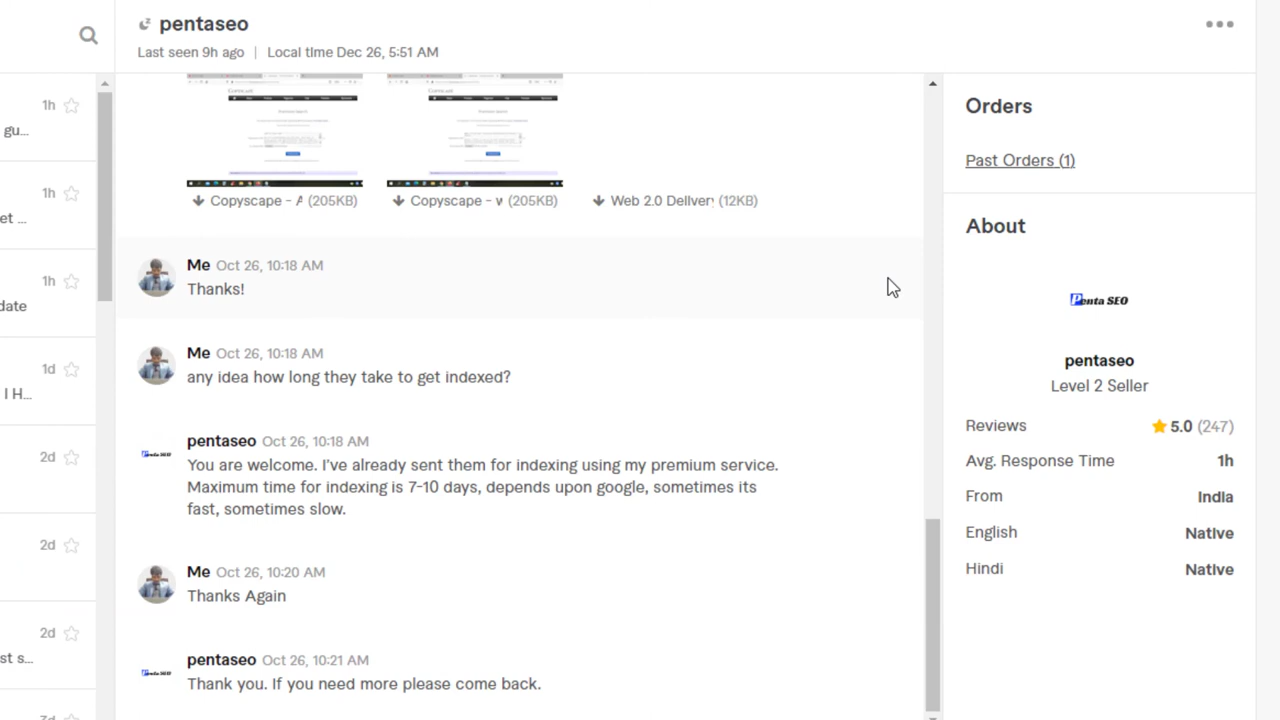 pentaseo
Last seen 9h ago | Local time Dec 26, 5:51 AM
1h
gu...
1h
et ...
1h
date
1d
I H...
2d
2d
2d
st s...
Copyscape - A (205KB)
Copyscape - w (205KB)
Web 2.0 Delivery (12KB)
Me Oct 26, 10:18 AM
Thanks!
Me Oct 26, 10:18 AM
any idea how long they take to get indexed?
pentaseo Oct 26, 10:18 AM
You are welcome. I've already sent them for indexing using my premium service.
Maximum time for indexing is 7-10 days, depends upon google, sometimes its
fast, sometimes slow.
Me Oct 26, 10:20 AM
Thanks Again
pentaseo Oct 26, 10:21 AM
Thank you. If you need more please come back.
Orders
Past Orders (1)
About
Penta SEO
pentaseo
Level 2 Seller
Reviews 5.0 (247)
Avg. Response Time 1h
From India
English Native
Hindi Native